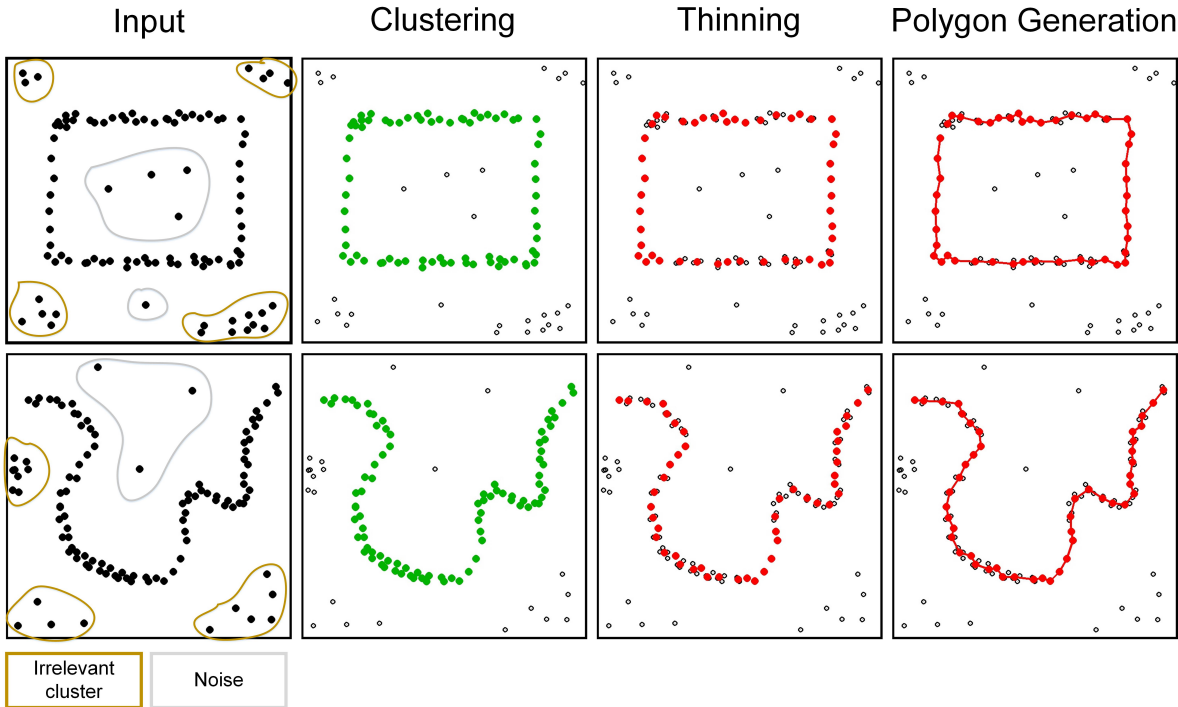 Input
Clustering
Thinning
Polygon Generation
Irrelevant
cluster
Noise